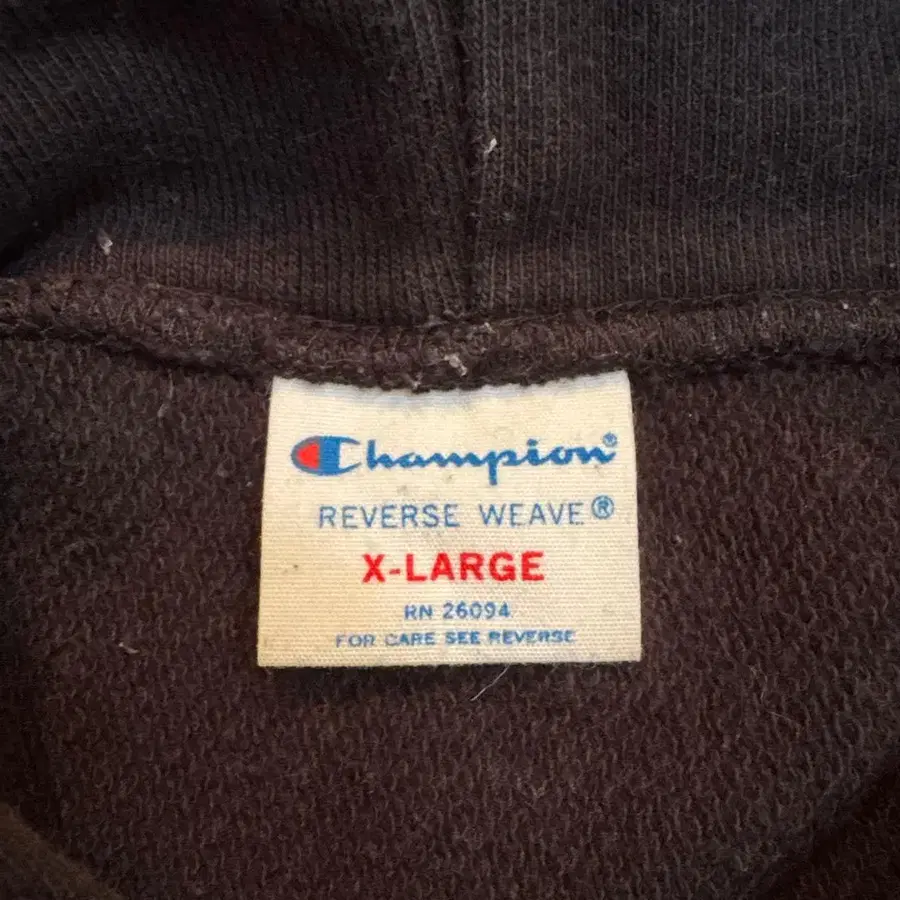 Champion®
REVERSE WEAVE®
X-LARGE
RN 26094
FOR CARE SEE REVERSE